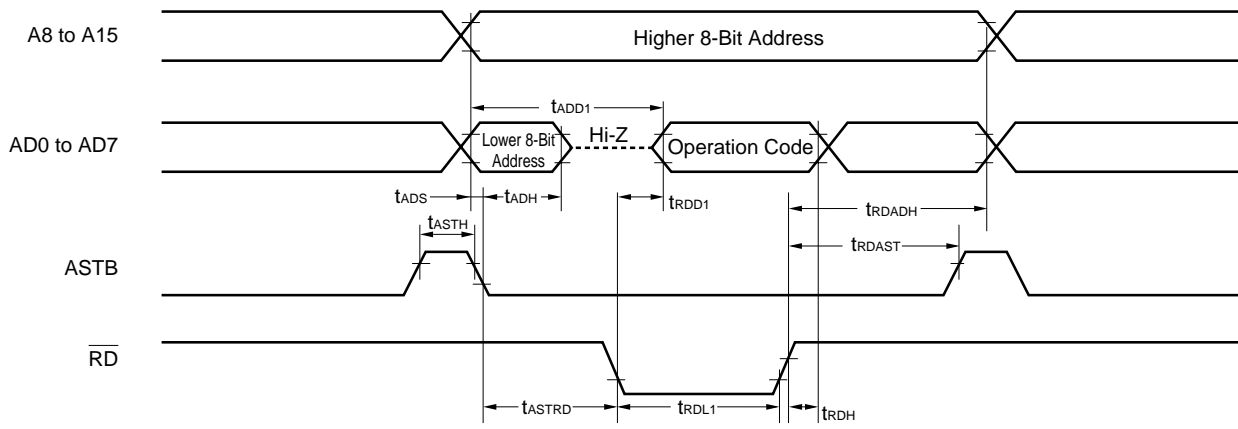 A8 to A15
Higher 8-Bit Address
tADD1
AD0 to AD7
Lower 8-Bit
Address
Hi-Z
Operation Code
tADS
tADH
tRDD1
tRDADH
tASTH
tRDAST
ASTB
RD
tASTRD
tRDL1
tRDH